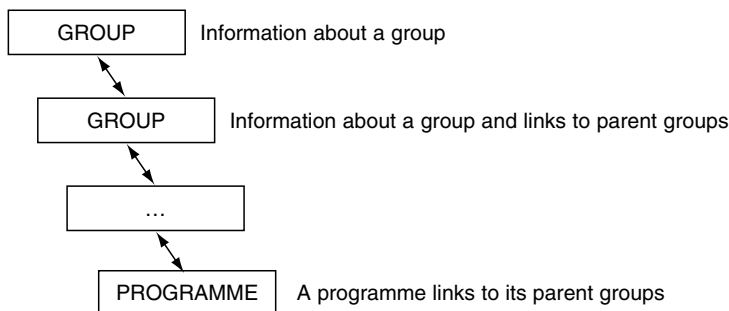 GROUP Information about a group
GROUP Information about a group and links to parent groups
...
PROGRAMME A programme links to its parent groups